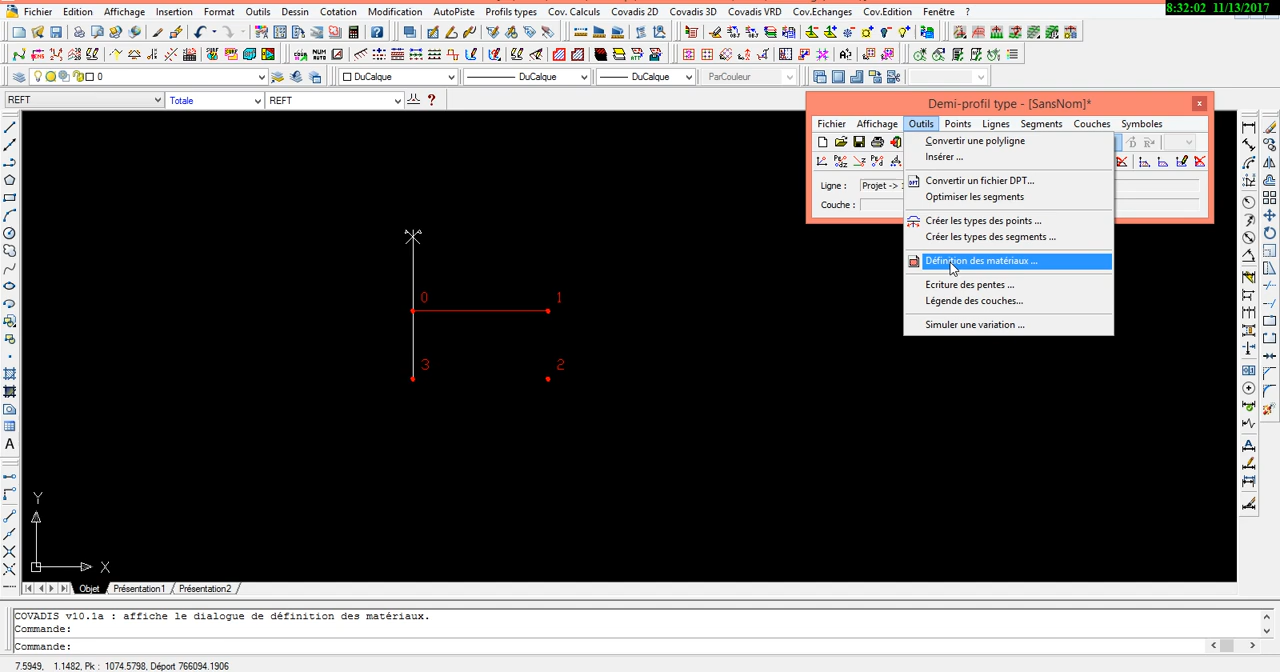 8:32:02 11/13/2017
Fichier Edition Affichage Insertion Format Outils Dessin Cotation Modification AutoPiste Profils types Cov. Calculs Covadis 2D Covadis 3D Covadis VRD Cov.Echanges Cov.Edition Fenêtre ?
0 DuCalque DuCalque DuCalque ParCouleur
REFT Totale REFT
Demi-profil type - [SansNom]*
Fichier Affichage Outils Points Lignes Segments Couches Symboles
Convertir une polyligne
Insérer ...
Convertir un fichier DPT...
Optimiser les segments
Créer les types des points ...
Créer les types des segments ...
Définition des matériaux ...
Ecriture des pentes ...
Légende des couches...
Simuler une variation ...
Ligne : Projet ->
Couche :
0 1
3 2
Y
X
Objet Présentation1 Présentation2
COVADIS v10.1a : affiche le dialogue de définition des matériaux.
Commande:
Commande:
7.5949, 1.1482, Pk : 1074.5798, Déport 766094.1906